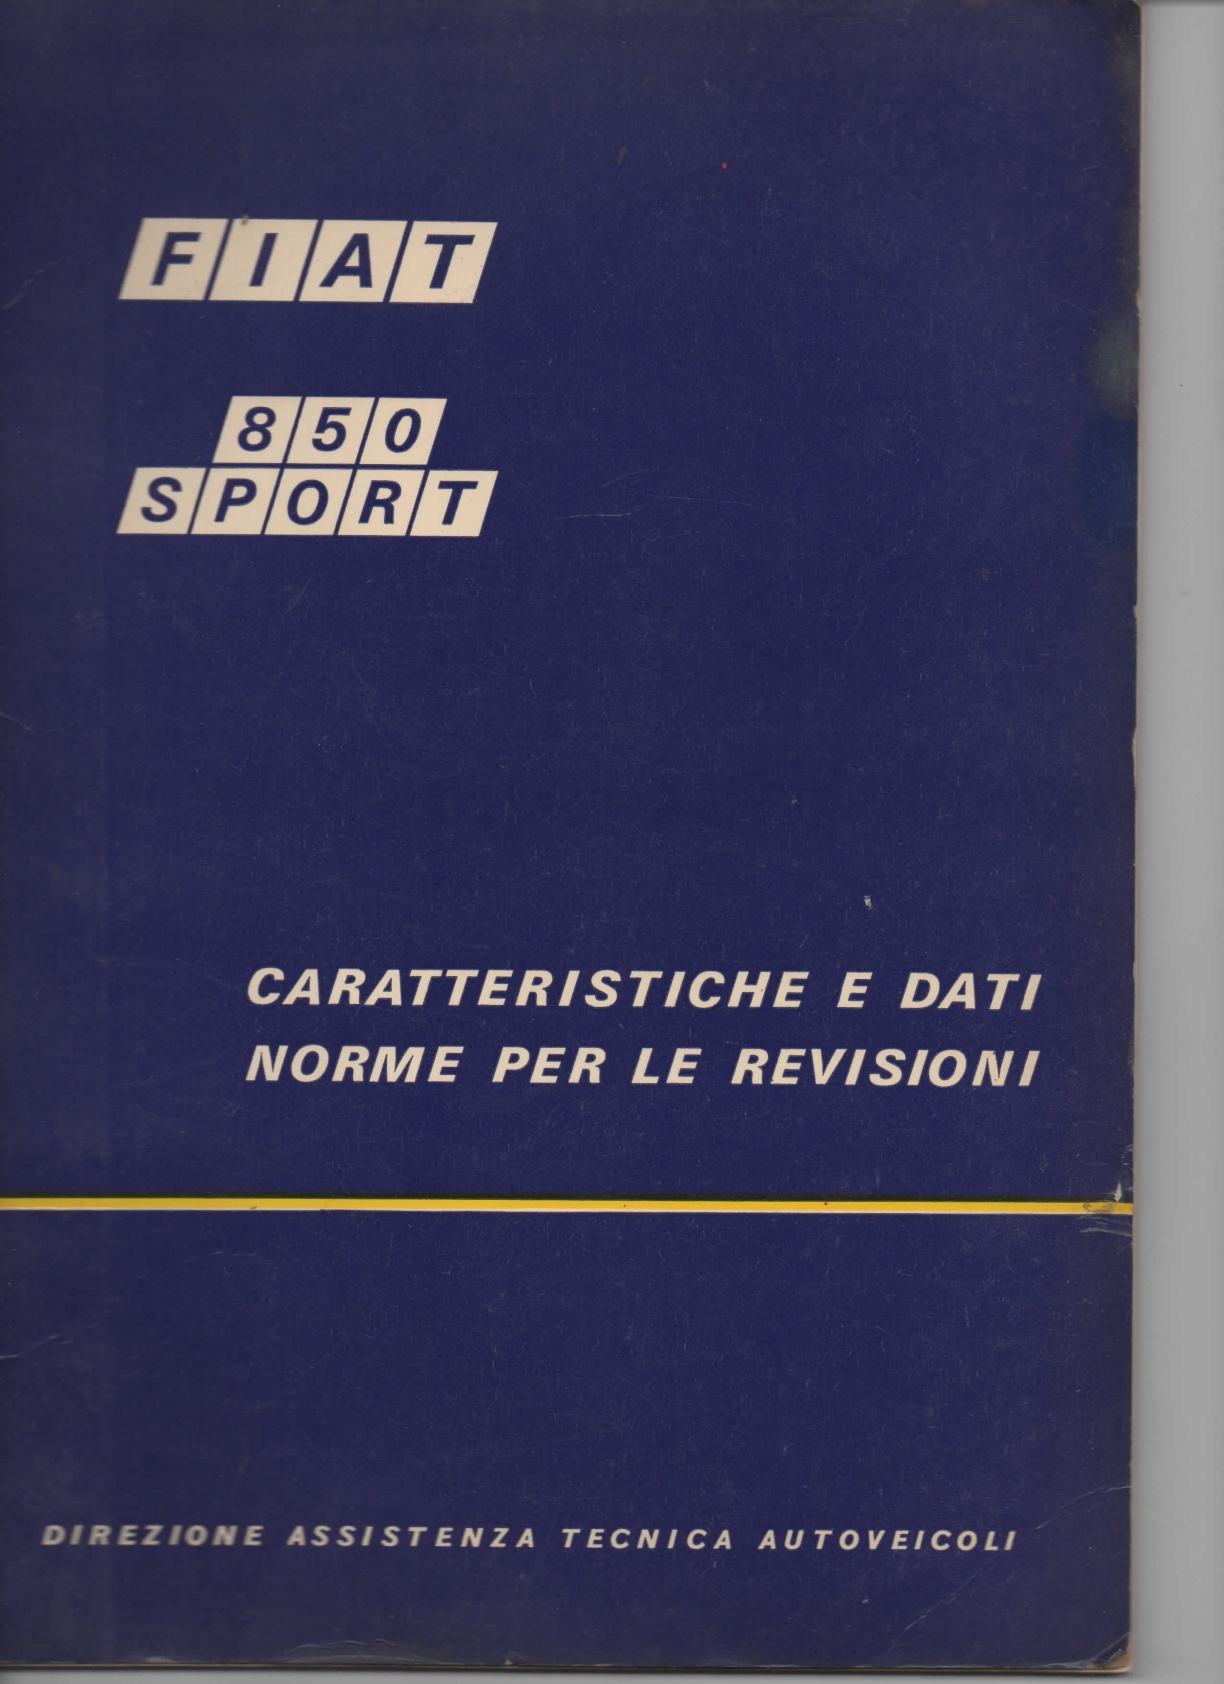 FIAT
850
SPORT
CARATTERISTICHE E DATI
NORME PER LE REVISIONI
DIREZIONE ASSISTENZA TECNICA AUTOVEICOLI